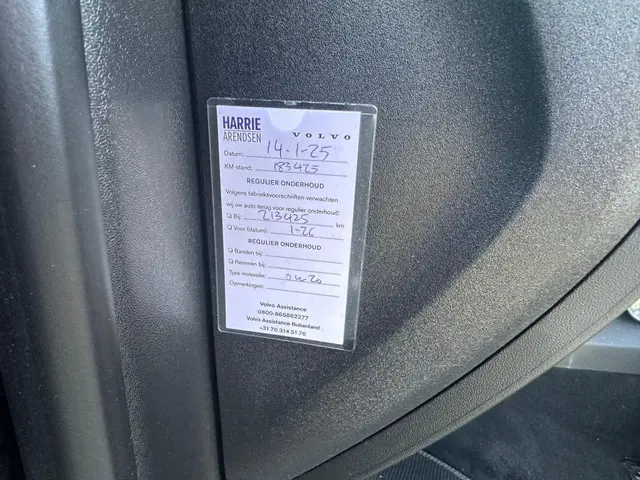 HARRIE
ARENDSEN
VOLVO
Datum: 14-1-25
KM-stand: 183425
REGULIER ONDERHOUD
Volgens fabrieksvoorschriften verwachten
wij uw auto terug voor regulier onderhoud:
Bij: 213425 km
Voor (datum): 1-26
REGULIER ONDERHOUD
Banden bij:
Remmen bij:
Type motorolie: 0w20
Opmerkingen:
Volvo Assistance
0800-865862277
Volvo Assistance Buitenland
+31 70 314 51 76